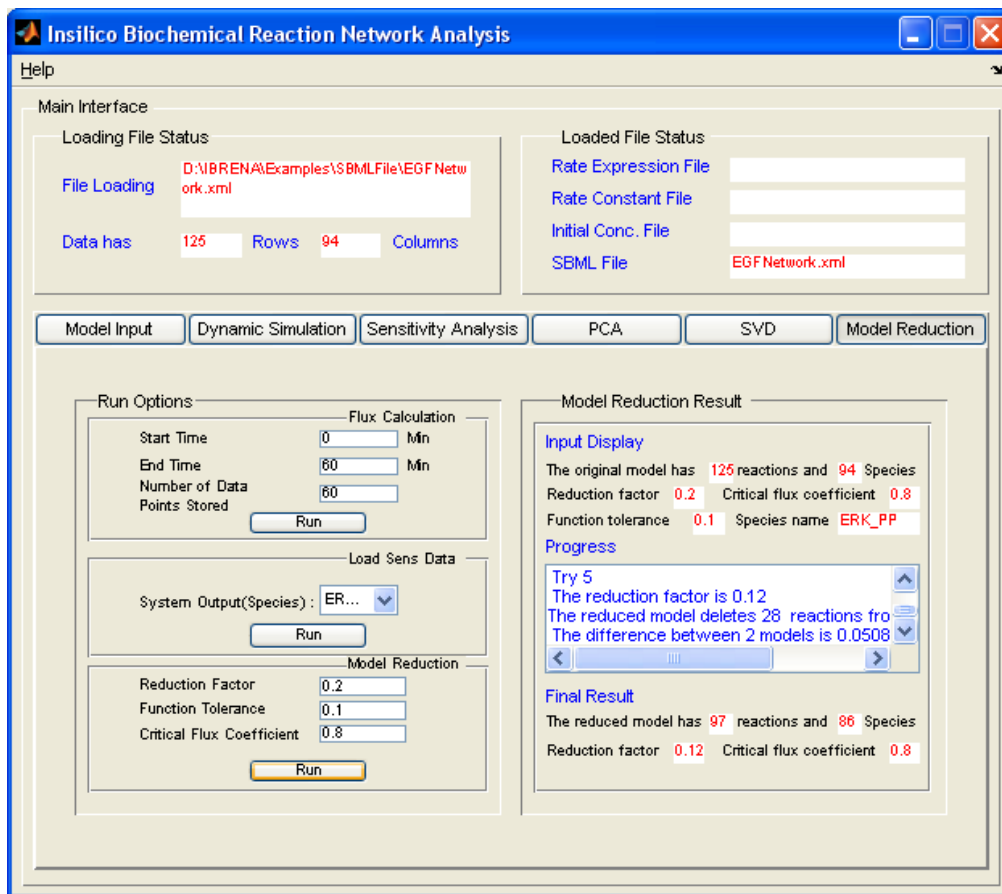 Insilico Biochemical Reaction Network Analysis
Help
Main Interface
Loading File Status
File Loading
D:\IBRENA\Examples\SBMLFile\EGFNetw
ork.xml
Data has 125 Rows 94 Columns
Loaded File Status
Rate Expression File
Rate Constant File
Initial Conc. File
SBML File EGFNetwork.xml
Model Input Dynamic Simulation Sensitivity Analysis PCA SVD Model Reduction
Run Options
Flux Calculation
Start Time 0 Min
End Time 60 Min
Number of Data
Points Stored 60
Run
Load Sens Data
System Output(Species) : ER...
Run
Model Reduction
Reduction Factor 0.2
Function Tolerance 0.1
Critical Flux Coefficient 0.8
Run
Model Reduction Result
Input Display
The original model has 125 reactions and 94 Species
Reduction factor 0.2 Critical flux coefficient 0.8
Function tolerance 0.1 Species name ERK_PP
Progress
Try 5
The reduction factor is 0.12
The reduced model deletes 28 reactions fro
The difference between 2 models is 0.0508
Final Result
The reduced model has 97 reactions and 86 Species
Reduction factor 0.12 Critical flux coefficient 0.8